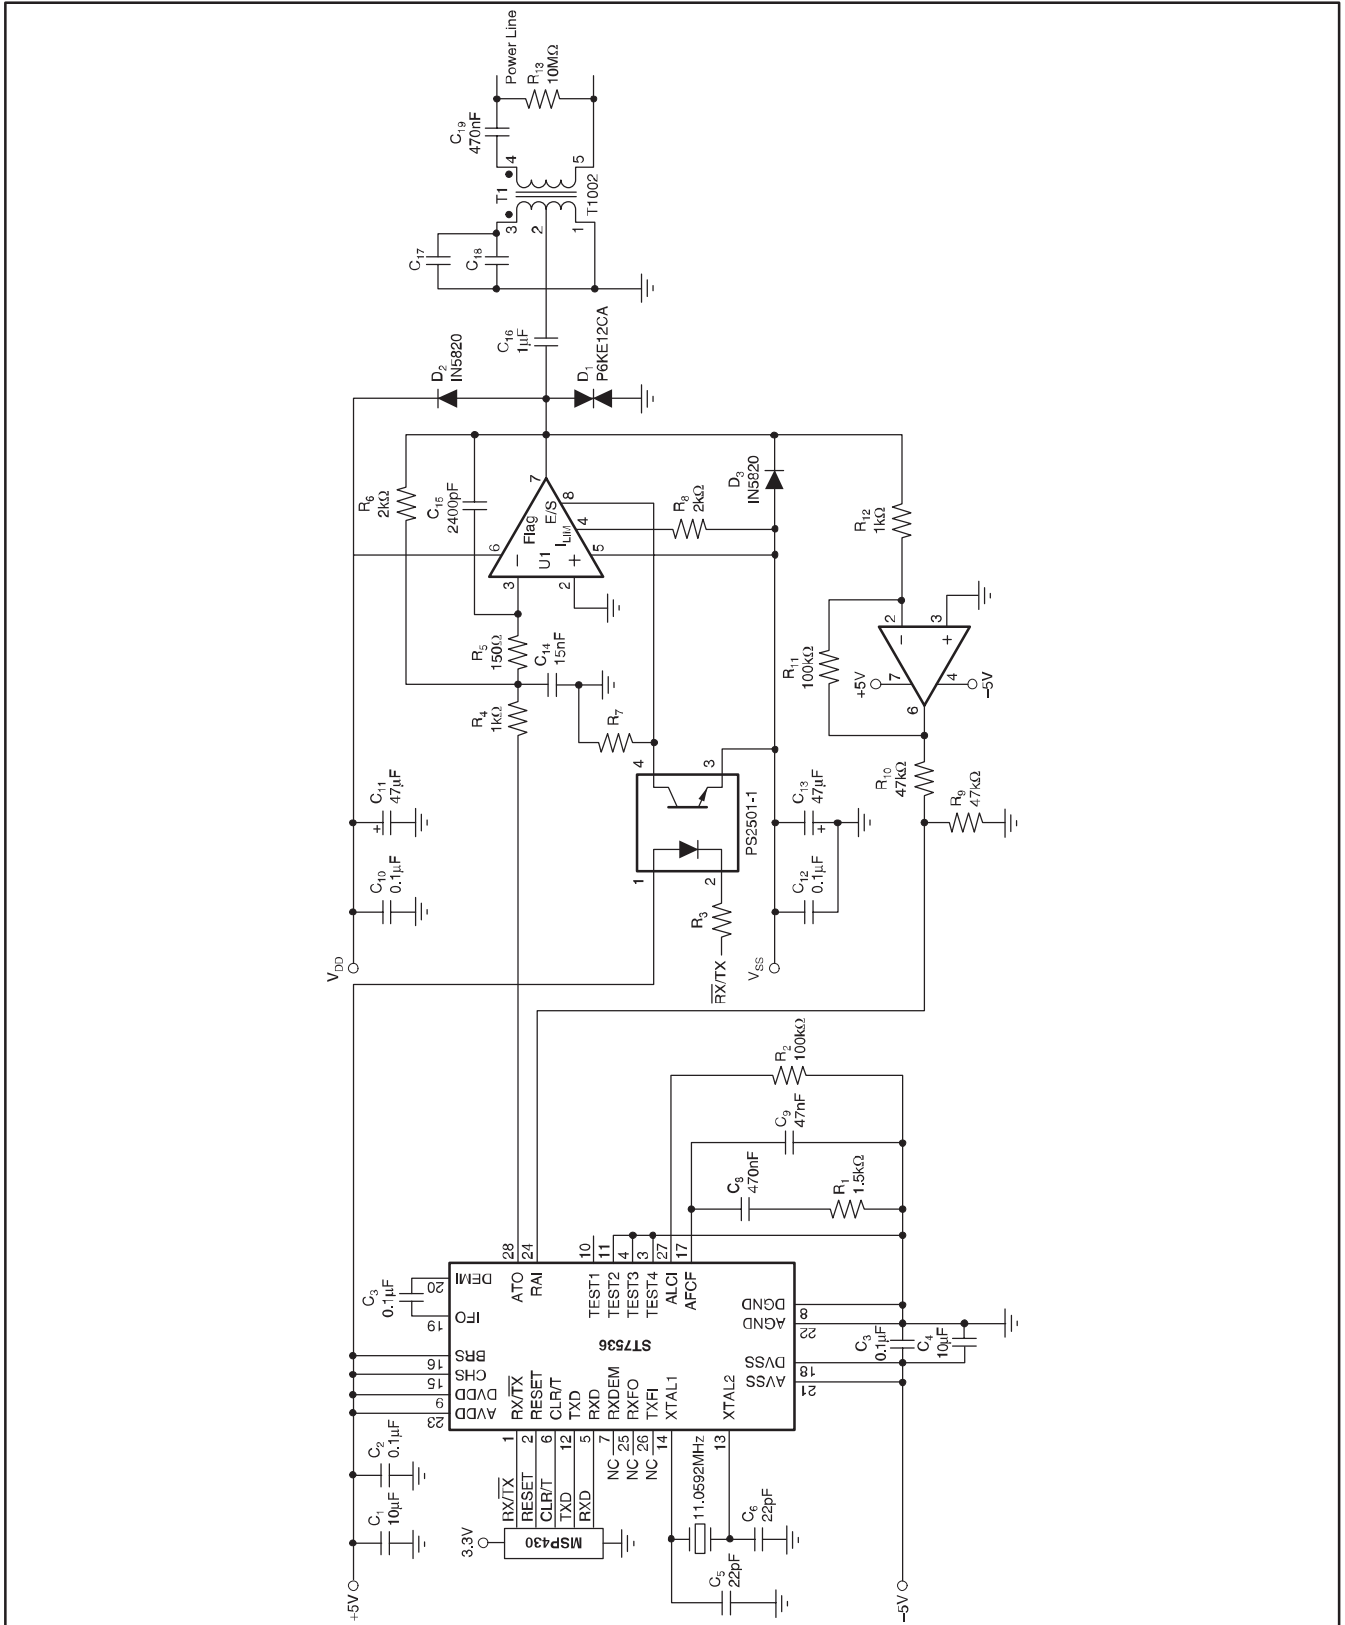 Power Line
R13
10MΩ
C19
470nF
4
5
T1
T1002
3
2
1
C17
C18
C16
1µF
D2
IN5820
D1
P6KE12CA
R6
2kΩ
C15
2400pF
7
8
Flag
E/S
ILIM
4
6
5
U1
−
+
3
2
R8
2kΩ
D3
IN5820
R12
1kΩ
R5
150Ω
C14
15nF
R4
1kΩ
R7
R11
100kΩ
2
3
−
+
+5V
7
4
–5V
6
C11
47µF
+
C10
0.1µF
VDD
4
3
1
2
PS2501-1
R3
RX/TX
C13
47µF
+
C12
0.1µF
VSS
R10
47kΩ
R9
47kΩ
R2
100kΩ
C9
47nF
C8
470nF
R1
1.5kΩ
C3
0.1µF
20
19
16
15
9
23
DEMI
IFO
BRS
CHS
DVDD
AVDD
28
24
10
11
4
3
27
17
ATO
RAI
TEST1
TEST2
TEST3
TEST4
ALCI
AFCF
ST7536
DGND
AGND
DVSS
AVSS
8
22
18
21
C3
0.1µF
C4
10µF
RX/TX
RESET
CLR/T
TXD
RXD
RXDEM
RXFO
TXFI
XTAL1
XTAL2
1
2
6
12
5
7
25
26
14
13
NC
NC
NC
RX/TX
RESET
CLR/T
TXD
RXD
C2
0.1µF
C1
10µF
+5V
3.3V
MSP430
11.0592MHz
C6
22pF
C5
22pF
–5V